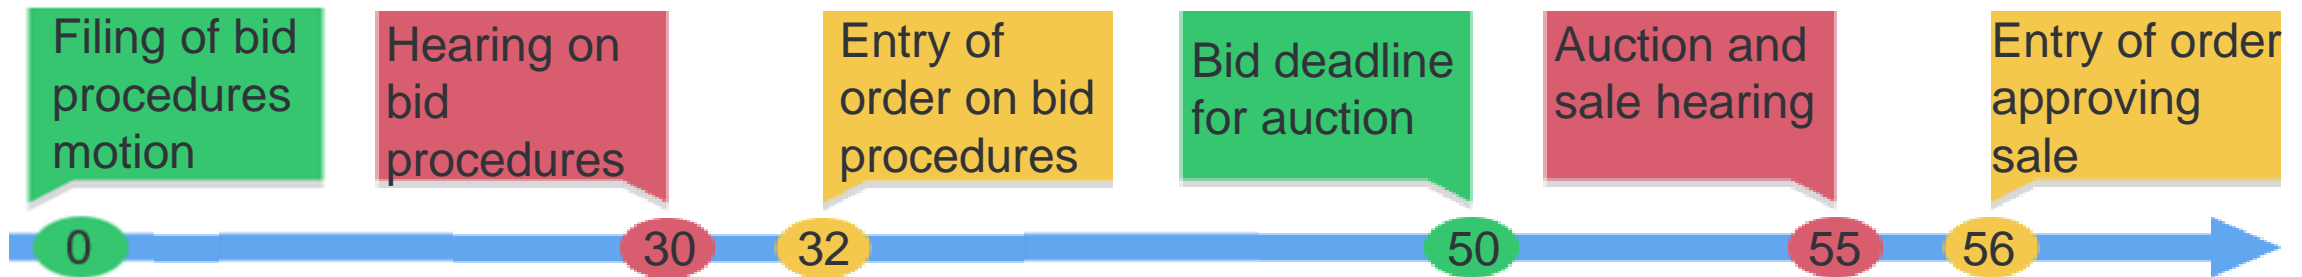 Filing of bid
procedures
motion
Hearing on
bid
procedures
Entry of
order on bid
procedures
Bid deadline
for auction
Auction and
sale hearing
Entry of order
approving
sale
0
30
32
50
55
56